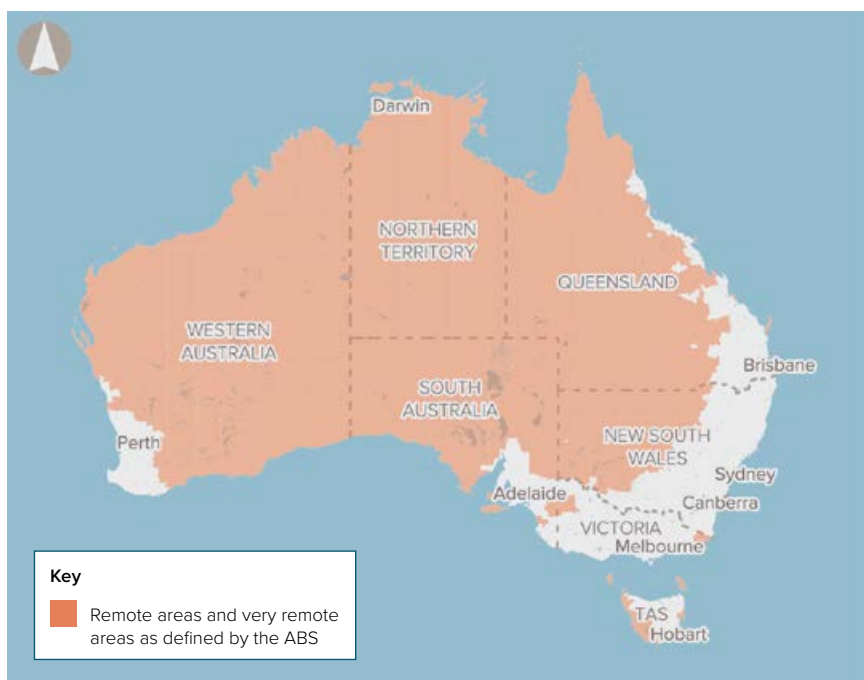 Darwin
NORTHERN
TERRITORY
QUEENSLAND
WESTERN
AUSTRALIA
SOUTH
AUSTRALIA
Brisbane
Perth
NEW SOUTH
WALES
Sydney
Adelaide
Canberra
VICTORIA
Melbourne
TAS
Hobart
Key
Remote areas and very remote
areas as defined by the ABS